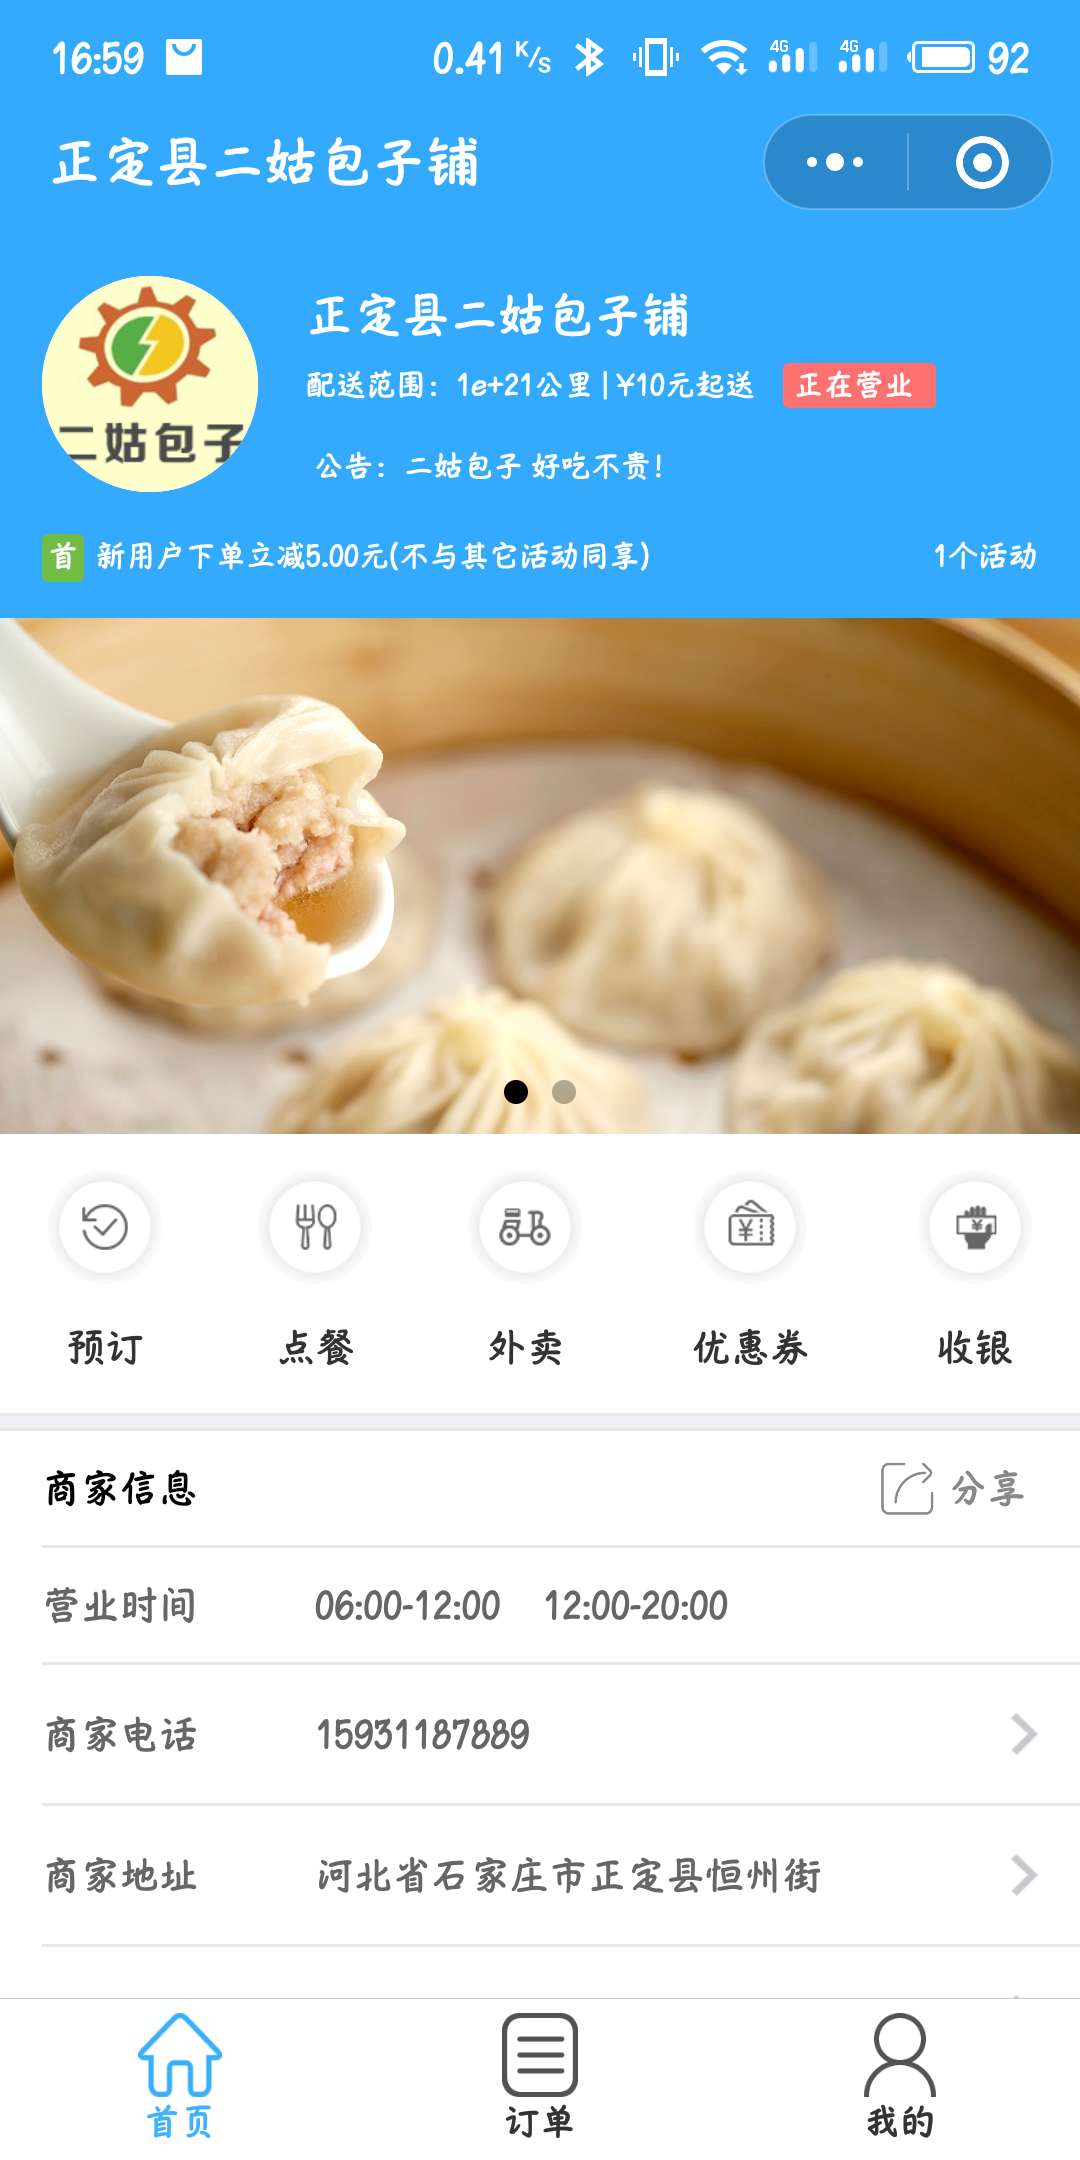 16:59 0.41 K/s 4G 4G 92
正定县二姑包子铺
正定县二姑包子铺
配送范围：1e+21公里|¥10元起送 正在营业
二姑包子
公告：二姑包子 好吃不贵！
首 新用户下单立减5.00元(不与其它活动同享) 1个活动
预订 点餐 外卖 优惠券 收银
商家信息 分享
营业时间 06:00-12:00 12:00-20:00
商家电话 15931187889
商家地址 河北省石家庄市正定县恒州街
首页 订单 我的